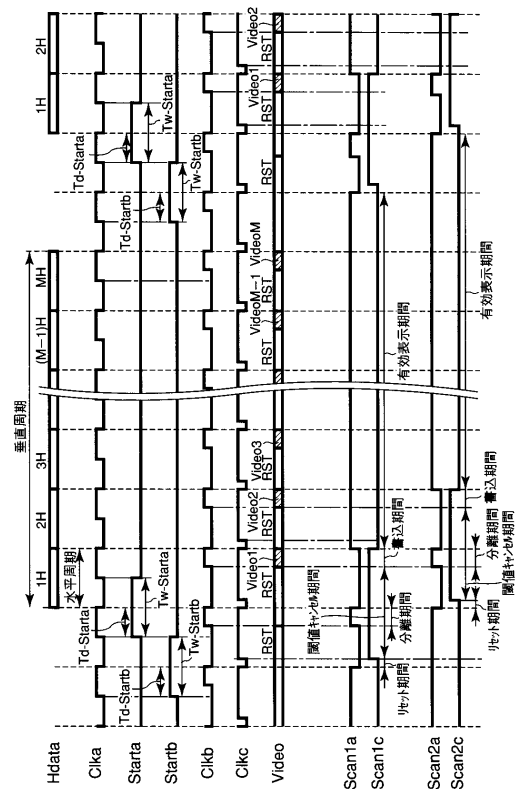 垂直周期
1H 2H 3H (M−1)H MH 1H 2H
Hdata
水平周期
Clka
Td-Starta Td-Starta
Starta
Tw-Starta Tw-Starta
Td-Startb Td-Startb
Startb
Tw-Startb Tw-Startb
Clkb
Clkc
Video1 Video2 Video3 VideoM−1 VideoM Video1 Video2
RST RST RST RST RST RST RST RST RST
Video
閾値キャンセル期間
Scan1a
Scan1c
リセット期間 分離期間 書込期間 有効表示期間
Scan2a
Scan2c
リセット期間 閾値キャンセル期間 分離期間 書込期間 有効表示期間